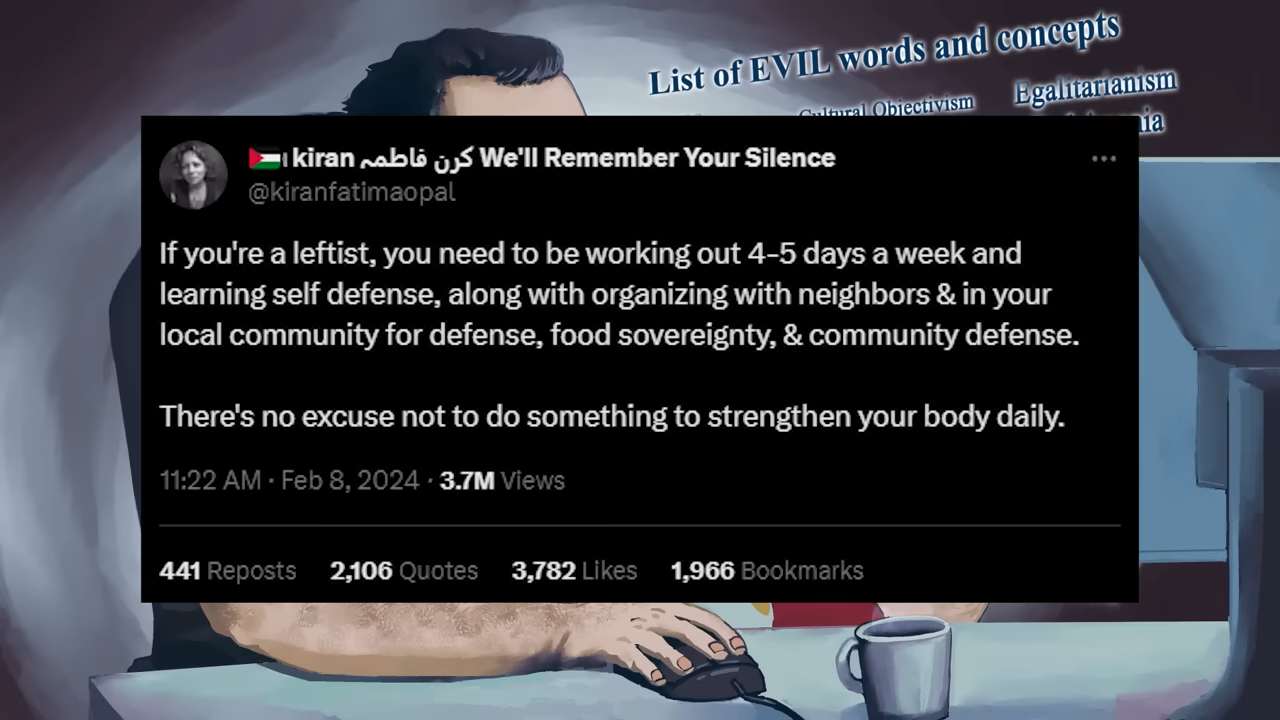 List of EVIL words and concepts
Cultural Objectivism
Egalitarianism
🇵🇸 kiran کرن فاطمہ We'll Remember Your Silence
@kiranfatimaopal
If you're a leftist, you need to be working out 4-5 days a week and
learning self defense, along with organizing with neighbors & in your
local community for defense, food sovereignty, & community defense.
There's no excuse not to do something to strengthen your body daily.
11:22 AM · Feb 8, 2024 · 3.7M Views
441 Reposts 2,106 Quotes 3,782 Likes 1,966 Bookmarks